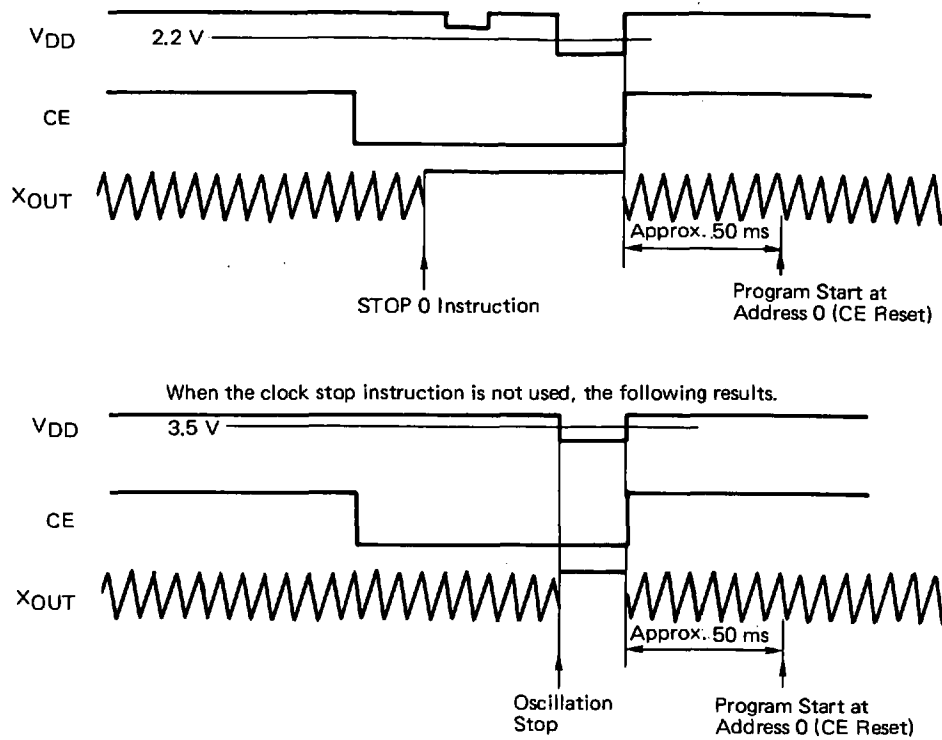 VDD
2.2 V
CE
XOUT
Approx. 50 ms
STOP 0 Instruction
Program Start at
Address 0 (CE Reset)
When the clock stop instruction is not used, the following results.
VDD
3.5 V
CE
XOUT
Approx. 50 ms
Oscillation
Stop
Program Start at
Address 0 (CE Reset)